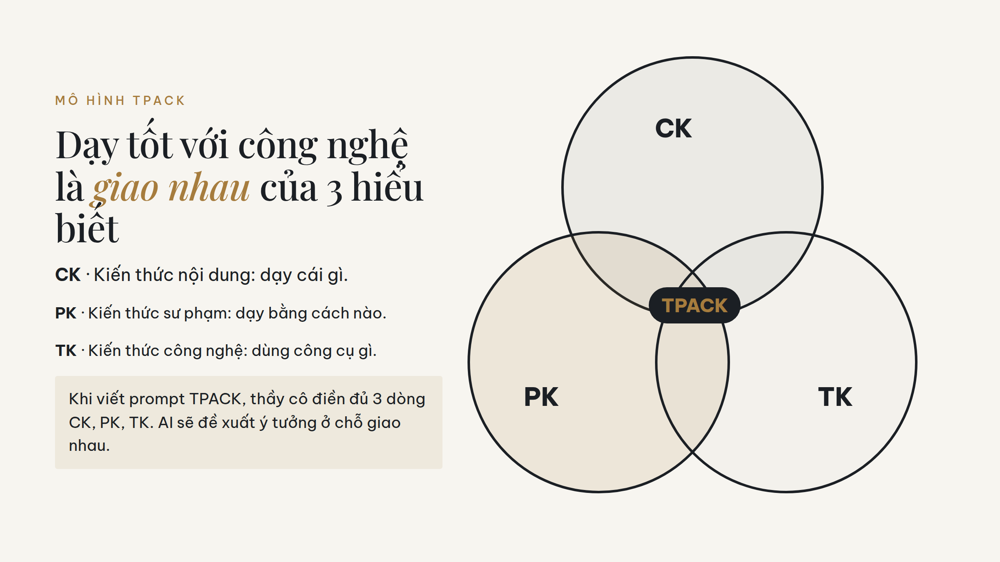 MÔ HÌNH TPACK
Dạy tốt với công nghệ
là giao nhau của 3 hiểu
biết
CK · Kiến thức nội dung: dạy cái gì.
PK · Kiến thức sư phạm: dạy bằng cách nào.
TK · Kiến thức công nghệ: dùng công cụ gì.
Khi viết prompt TPACK, thầy cô điền đủ 3 dòng
CK, PK, TK. AI sẽ đề xuất ý tưởng ở chỗ giao
nhau.
CK
TPACK
PK
TK